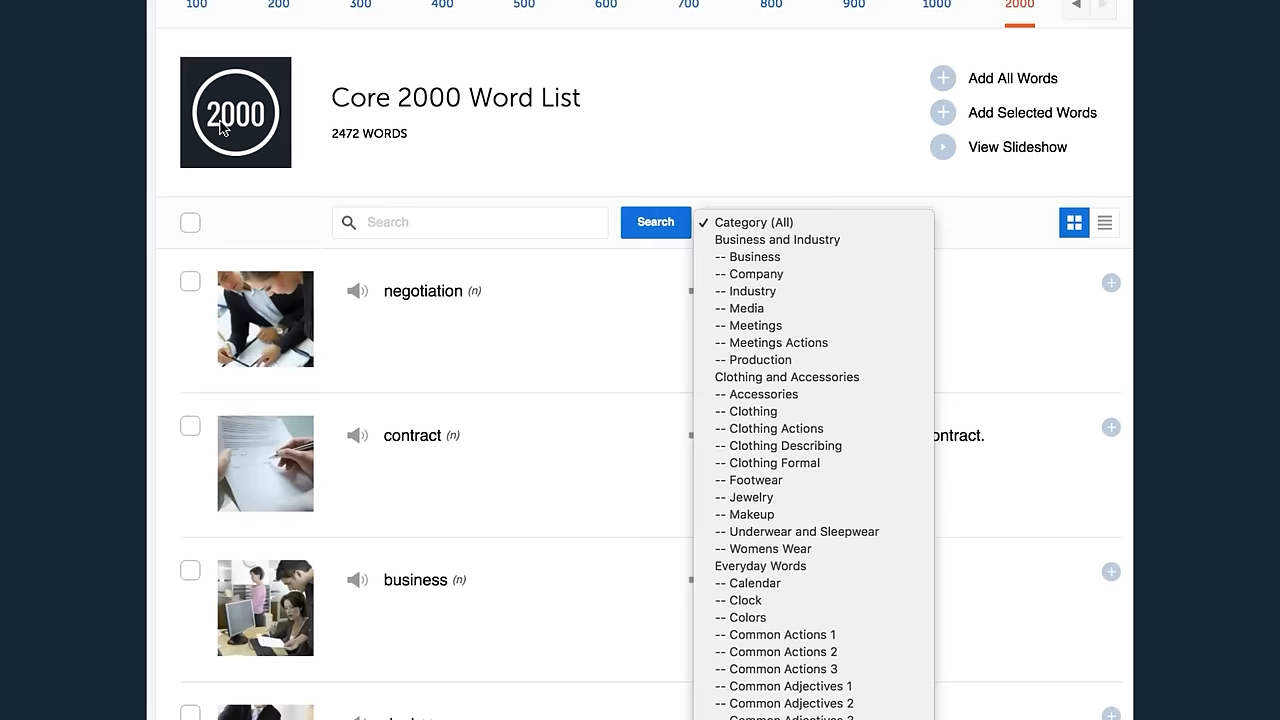 100 200 300 400 500 600 700 800 900 1000 2000
2000
Core 2000 Word List
2472 WORDS
Add All Words
Add Selected Words
View Slideshow
Search
Search
✓ Category (All)
Business and Industry
-- Business
-- Company
-- Industry
-- Media
-- Meetings
-- Meetings Actions
-- Production
Clothing and Accessories
-- Accessories
-- Clothing
-- Clothing Actions
-- Clothing Describing
-- Clothing Formal
-- Footwear
-- Jewelry
-- Makeup
-- Underwear and Sleepwear
-- Womens Wear
Everyday Words
-- Calendar
-- Clock
-- Colors
-- Common Actions 1
-- Common Actions 2
-- Common Actions 3
-- Common Adjectives 1
-- Common Adjectives 2
negotiation (n)
contract (n)
ontract.
business (n)